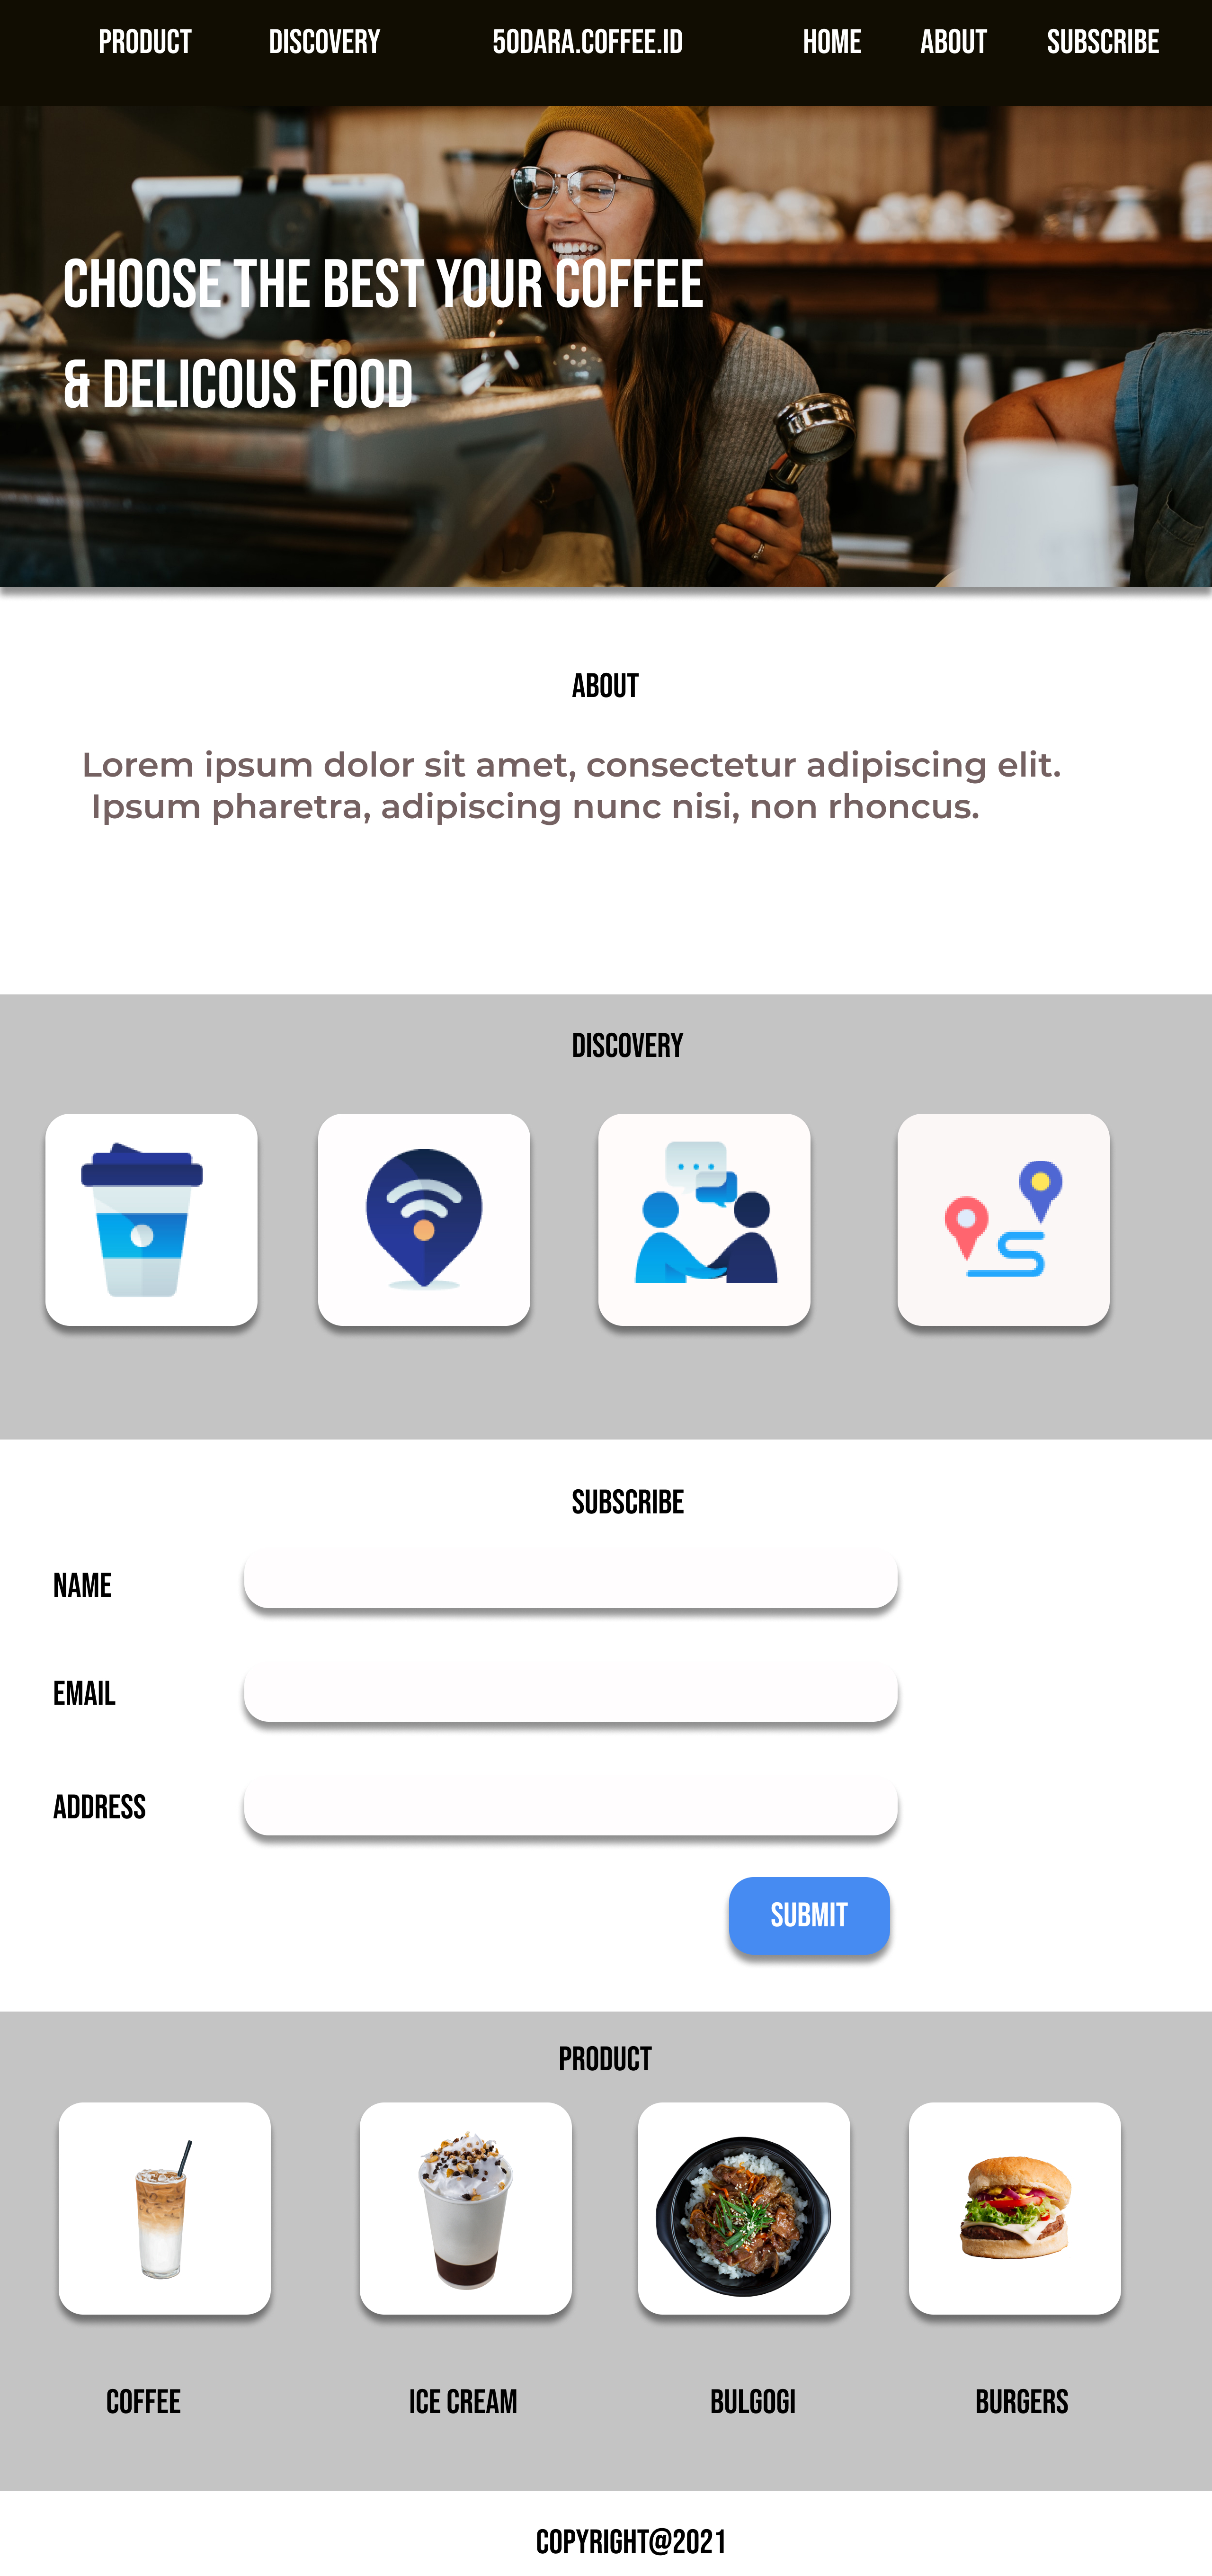 PRODUCT DISCOVERY 5ODARA.COFFEE.ID HOME ABOUT SUBSCRIBE
CHOOSE THE BEST YOUR COFFEE
& DELICOUS FOOD
ABOUT
Lorem ipsum dolor sit amet, consectetur adipiscing elit.
Ipsum pharetra, adipiscing nunc nisi, non rhoncus.
DISCOVERY
SUBSCRIBE
NAME
EMAIL
ADDRESS
SUBMIT
PRODUCT
COFFEE ICE CREAM BULGOGI BURGERS
COPYRIGHT@2021